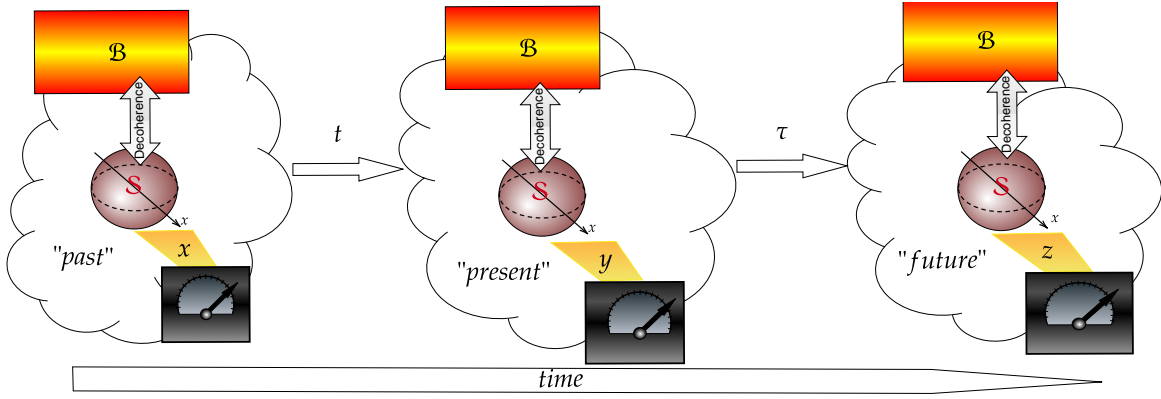 ℬ
Decoherence
𝒮
x
"past"
x
t
ℬ
Decoherence
𝒮
x
"present"
y
τ
ℬ
Decoherence
𝒮
x
"future"
z
time